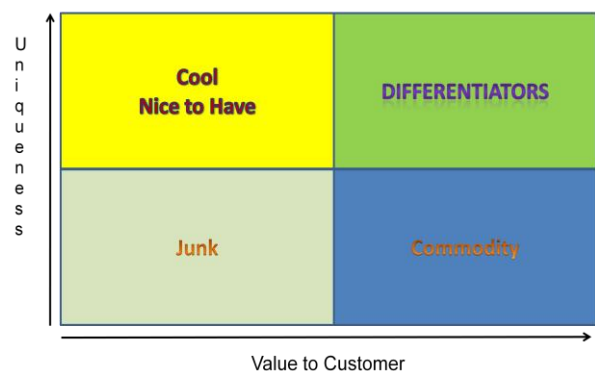 Uniqueness
Cool
Nice to Have
DIFFERENTIATORS
Junk
Commodity
Value to Customer